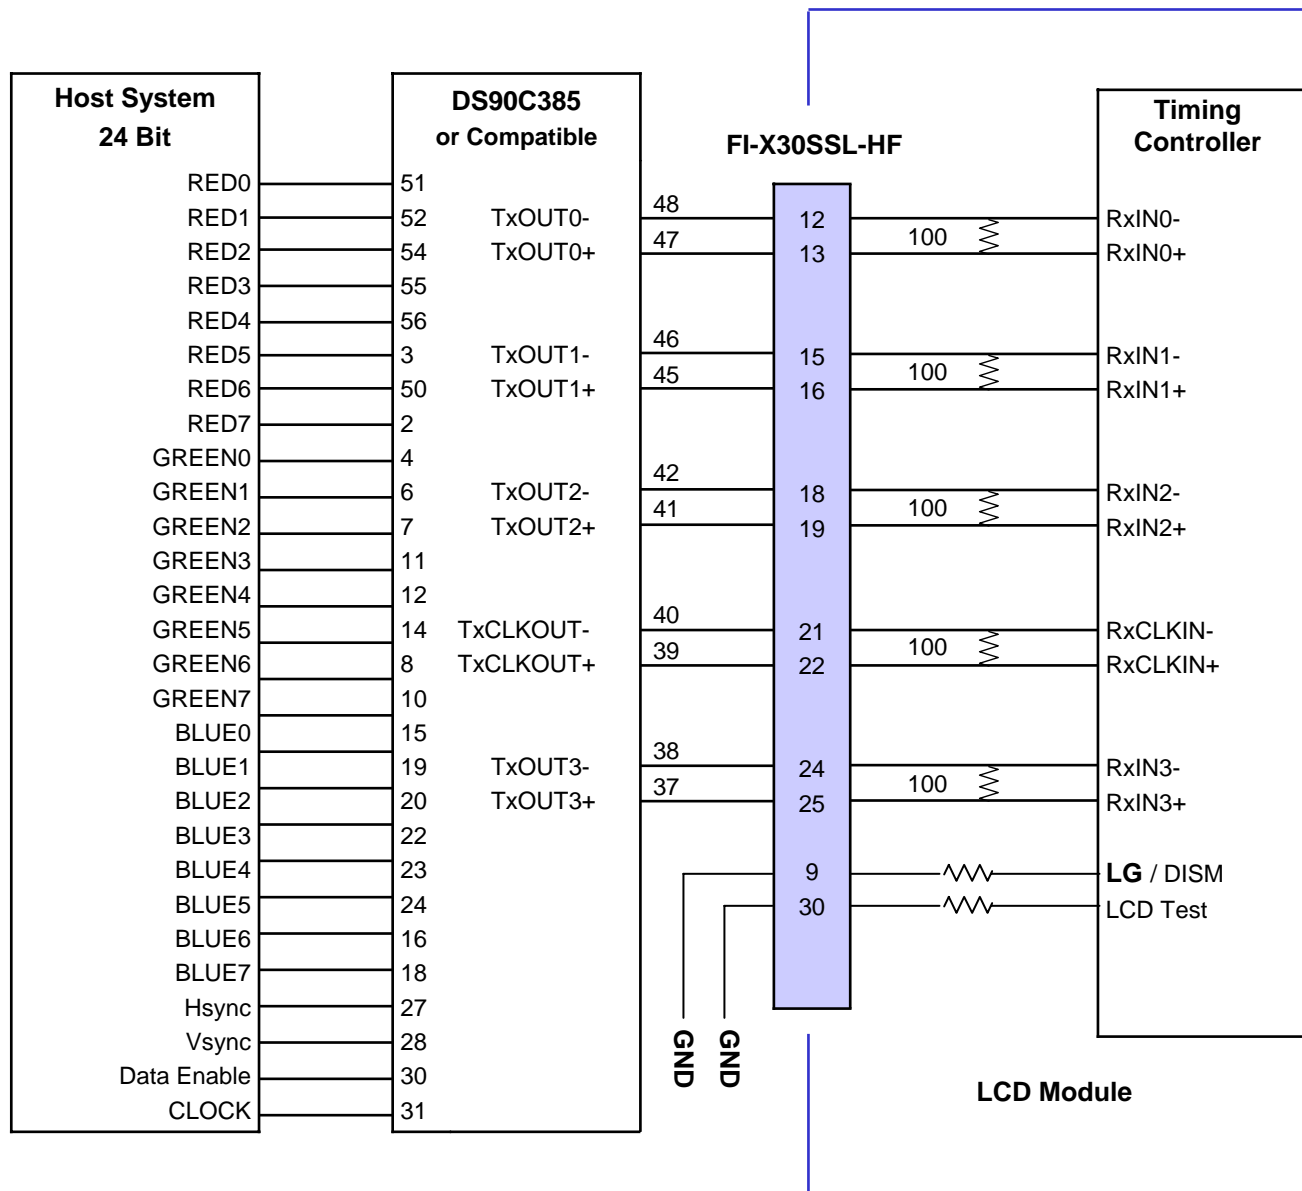 Host System
24 Bit
DS90C385
or Compatible
FI-X30SSL-HF
Timing
Controller
RED0 51
RED1 52 TxOUT0- 48 12 RxIN0-
100
RED2 54 TxOUT0+ 47 13 RxIN0+
RED3 55
RED4 56
RED5 3 TxOUT1- 46 15 RxIN1-
100
RED6 50 TxOUT1+ 45 16 RxIN1+
RED7 2
GREEN0 4
GREEN1 6 TxOUT2- 42 18 RxIN2-
100
GREEN2 7 TxOUT2+ 41 19 RxIN2+
GREEN3 11
GREEN4 12
GREEN5 14 TxCLKOUT- 40 21 RxCLKIN-
100
GREEN6 8 TxCLKOUT+ 39 22 RxCLKIN+
GREEN7 10
BLUE0 15
BLUE1 19 TxOUT3- 38 24 RxIN3-
100
BLUE2 20 TxOUT3+ 37 25 RxIN3+
BLUE3 22
BLUE4 23 9 LG / DISM
BLUE5 24 30 LCD Test
BLUE6 16
BLUE7 18
Hsync 27
Vsync 28
GND GND
Data Enable 30
LCD Module
CLOCK 31